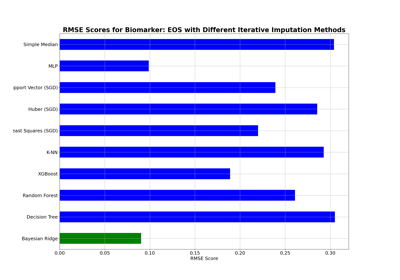 RMSE Scores for Biomarker: EOS with Different Iterative Imputation Methods
Simple Median
MLP
pport Vector (SGD)
Huber (SGD)
east Squares (SGD)
K-NN
XGBoost
Random Forest
Decision Tree
Bayesian Ridge
0.00 0.05 0.10 0.15 0.20 0.25 0.30
RMSE Score